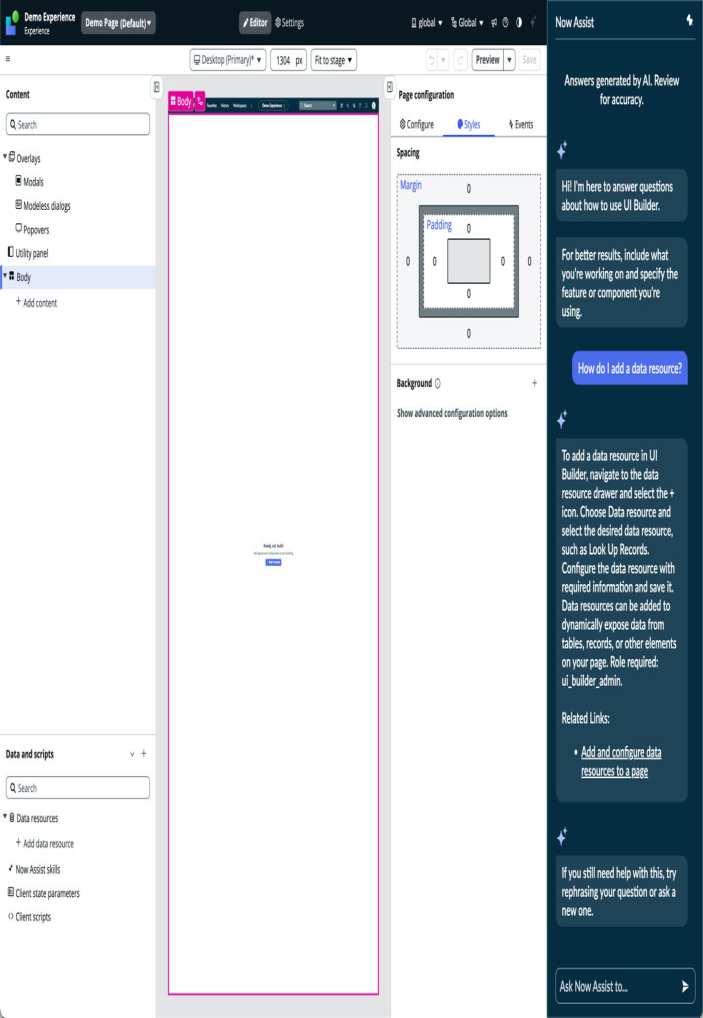 Demo Experience
Experience
Demo Page (Default)
Editor
Settings
global
Global
Desktop (Primary)*
1304 px
Fit to stage
Preview
Save
Content
Search
Overlays
Modals
Modeless dialogs
Popovers
Utility panel
Body
+ Add content
Data and scripts
Search
Data resources
+ Add data resource
Now Assist skills
Client state parameters
Client scripts
Body
Favorites History Workspaces
Demo Experience
Search
Ready, set, build!
Add content
Page configuration
Configure
Styles
Events
Spacing
Margin
0
Padding
0
0 0 0 0
0
0
Background
Show advanced configuration options
Now Assist
Answers generated by AI. Review
for accuracy.
Hi! I'm here to answer questions
about how to use UI Builder.
For better results, include what
you're working on and specify the
feature or component you're
using.
How do I add a data resource?
To add a data resource in UI
Builder, navigate to the data
resource drawer and select the +
icon. Choose Data resource and
select the desired data resource,
such as Look Up Records.
Configure the data resource with
required information and save it.
Data resources can be added to
dynamically expose data from
tables, records, or other elements
on your page. Role required:
ui_builder_admin.
Related Links:
• Add and configure data
resources to a page
If you still need help with this, try
rephrasing your question or ask a
new one.
Ask Now Assist to...